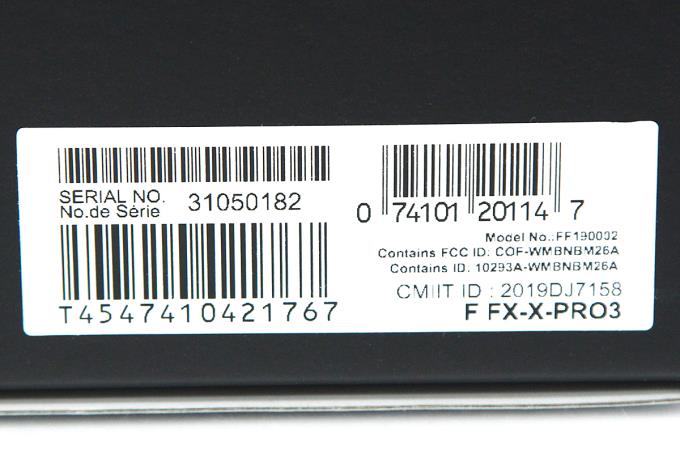 SERIAL NO.
No.de Série
31050182
T4547410421767
0 74101 20114 7
Model No.:FF190002
Contains FCC ID: COF-WMBNBM26A
Contains ID: 10293A-WMBNBM26A
CMIIT ID : 2019DJ7158
F FX-X-PRO3